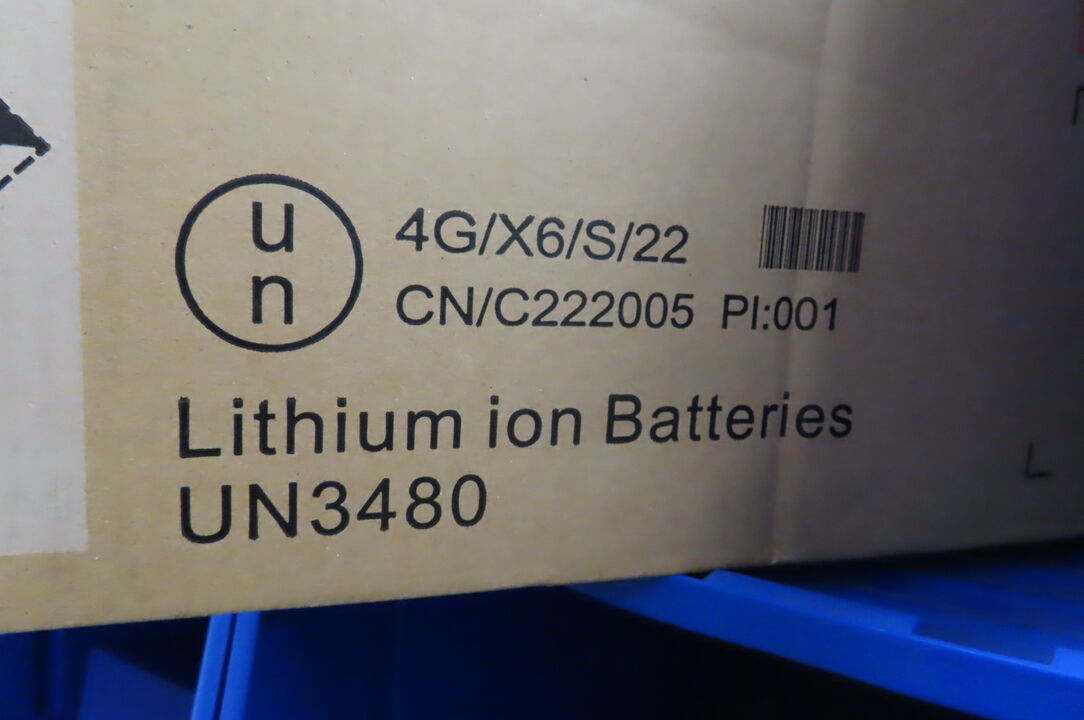 u
n
4G/X6/S/22
CN/C222005 PI:001
Lithium ion Batteries
UN3480
L